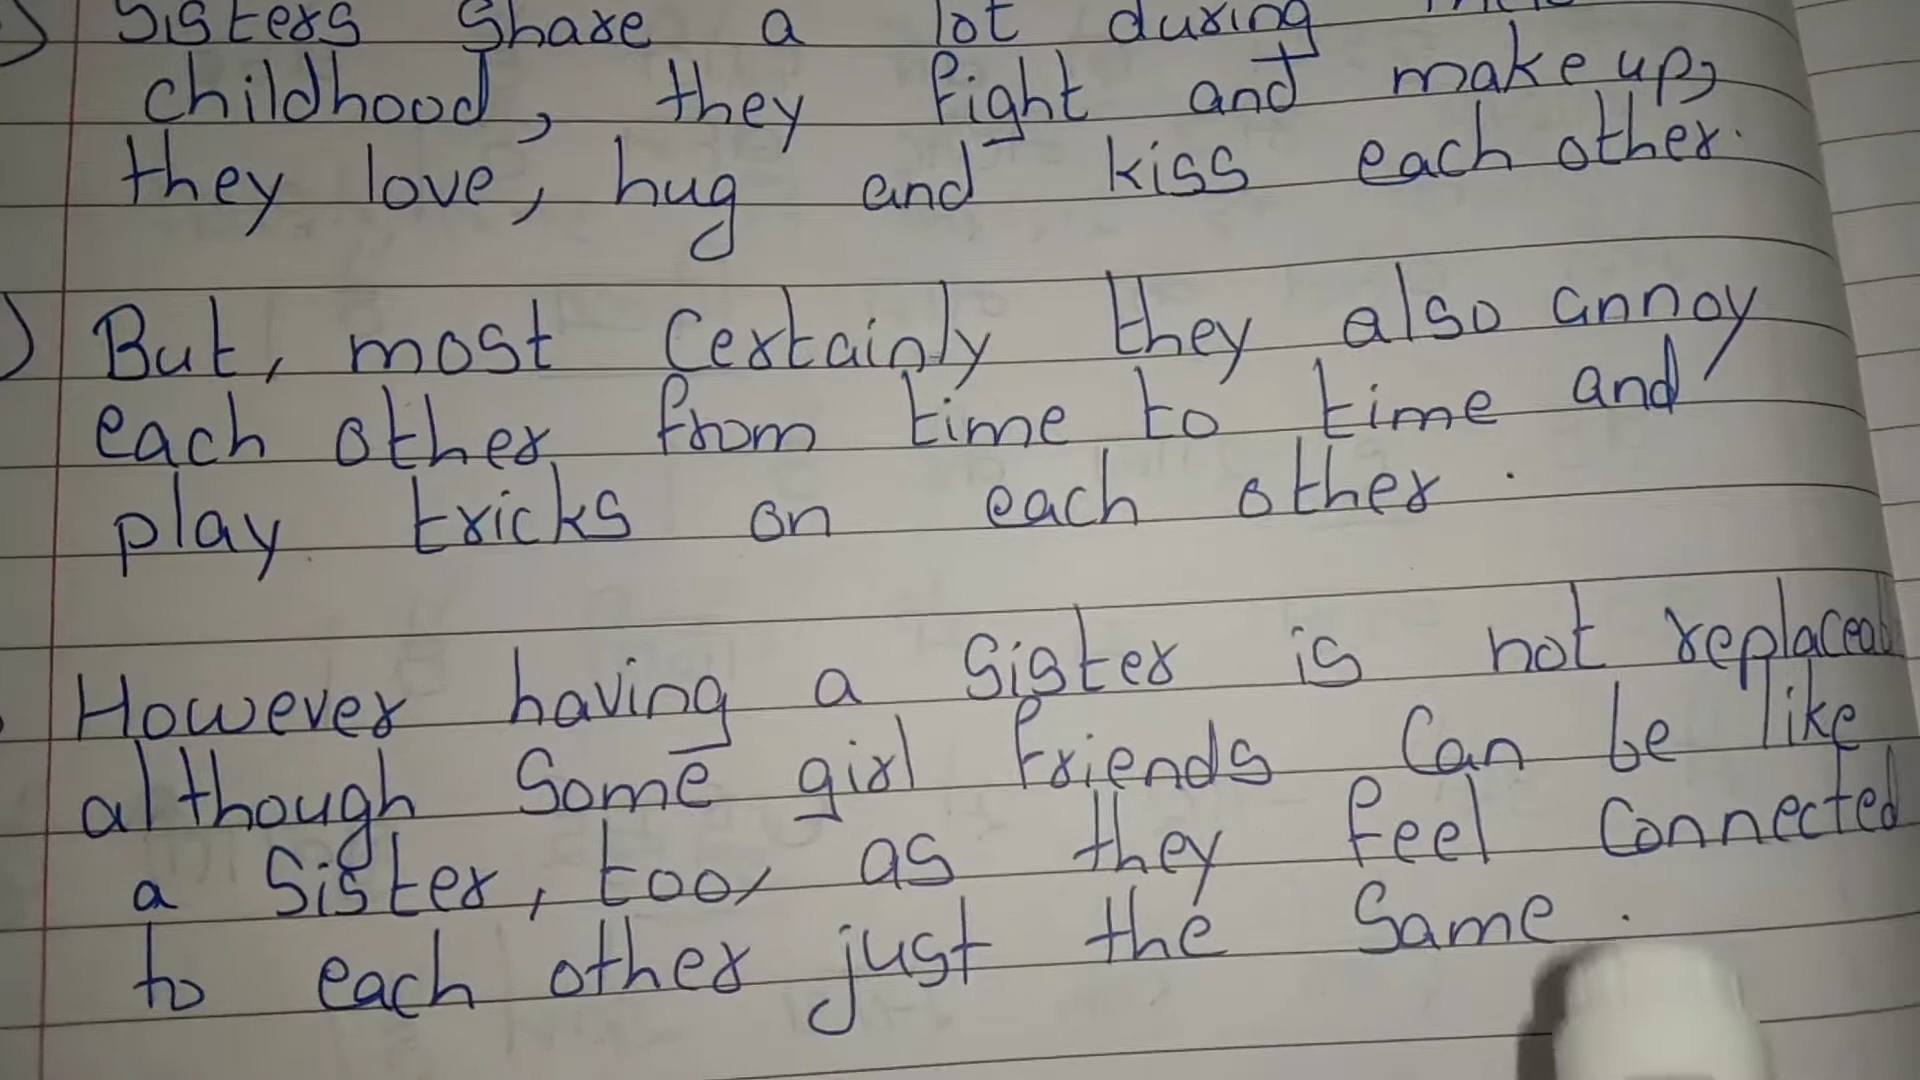 Sisters share a lot during
childhood, they fight and makeup,
they love, hug and kiss each other.
But, most certainly they also annoy
each other from time to time and
play tricks on each other.
However having a sister is not
although some girl friends can be like
a sister, too, as they feel connected
to each other just the same.